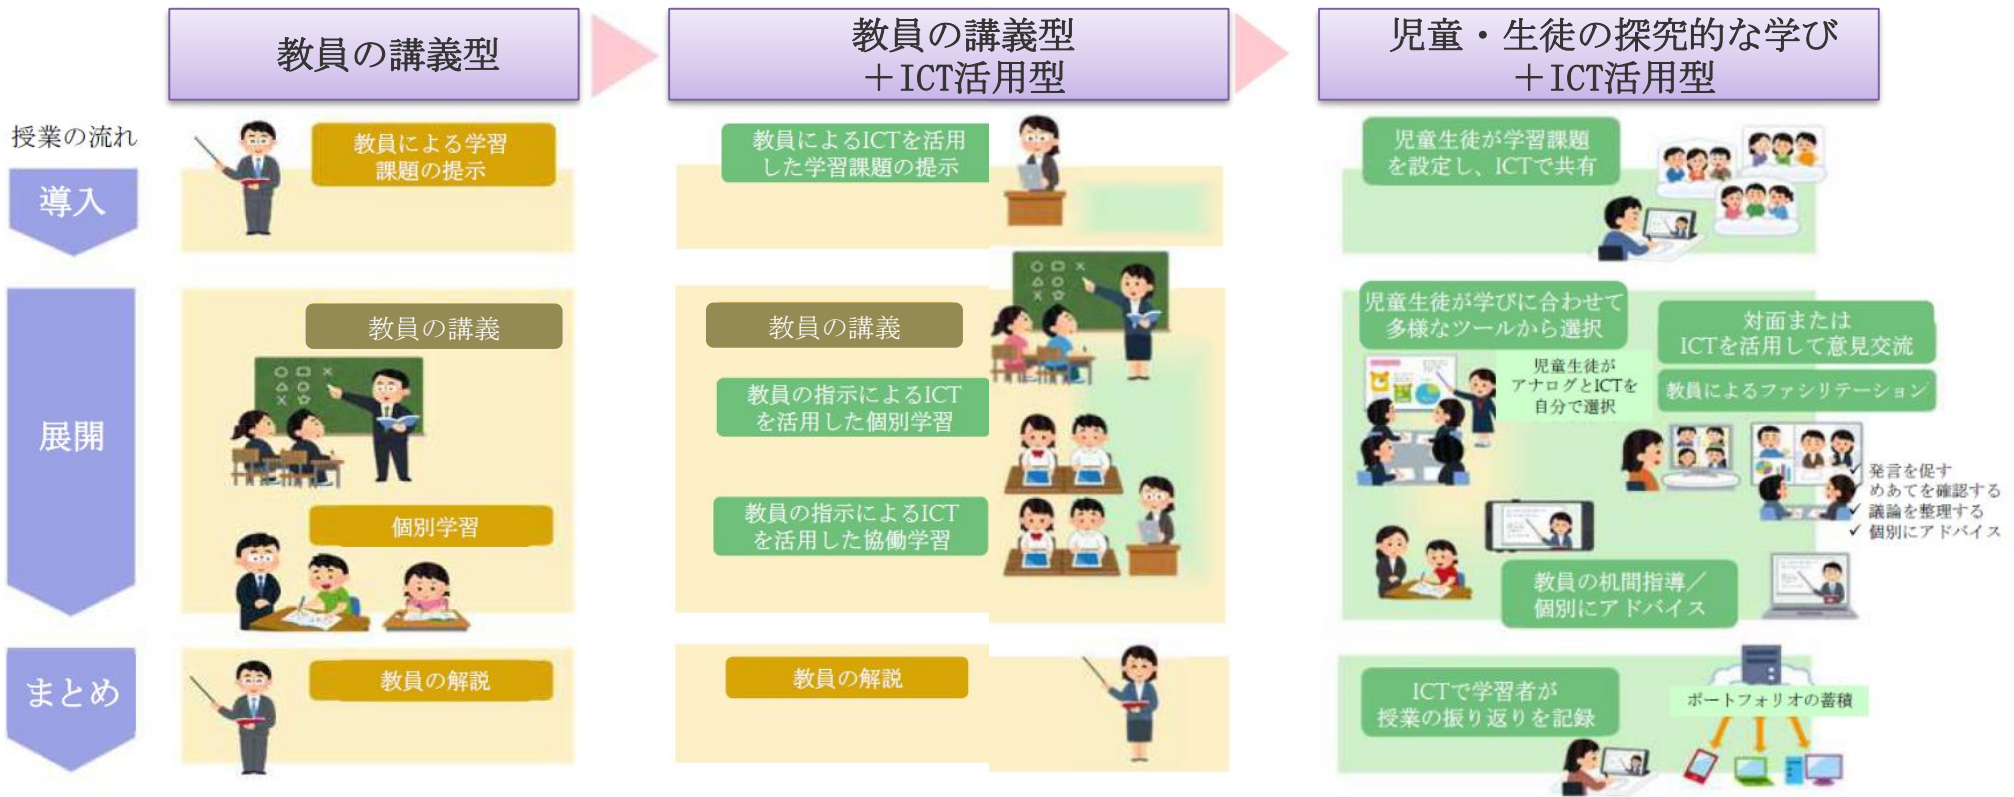 教員の講義型
教員の講義型
＋ICT活用型
児童・生徒の探究的な学び
＋ICT活用型
授業の流れ
導入
教員による学習
課題の提示
教員によるICTを活用
した学習課題の提示
児童生徒が学習課題
を設定し、ICTで共有
展開
教員の講義
個別学習
教員の講義
教員の指示によるICT
を活用した個別学習
教員の指示によるICT
を活用した協働学習
児童生徒が学びに合わせて
多様なツールから選択
児童生徒が
アナログとICTを
自分で選択
対面または
ICTを活用して意見交流
教員によるファシリテーション
✓ 発言を促す
✓ めあてを確認する
✓ 議論を整理する
✓ 個別にアドバイス
教員の机間指導／
個別にアドバイス
まとめ
教員の解説
教員の解説
ICTで学習者が
授業の振り返りを記録
ポートフォリオの蓄積